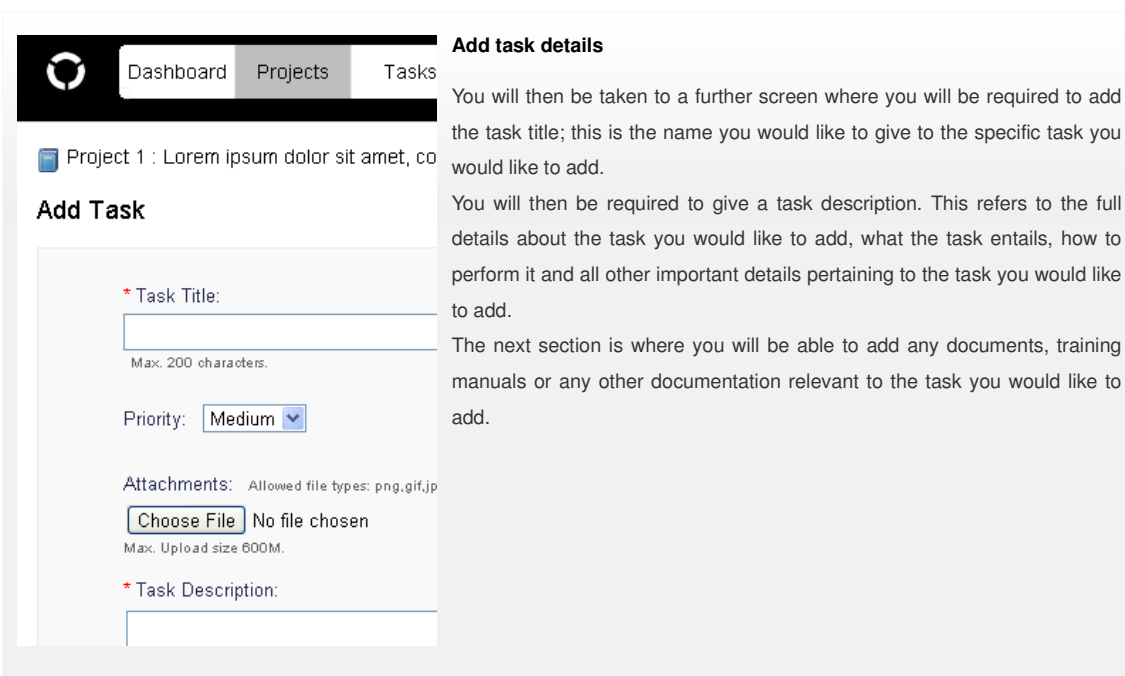 Dashboard Projects Tasks
Project 1 : Lorem ipsum dolor sit amet, co
Add Task
* Task Title:
Max. 200 characters.
Priority: Medium
Attachments: Allowed file types: png,gif,jp
Choose File No file chosen
Max. Upload size 600M.
* Task Description:
Add task details
You will then be taken to a further screen where you will be required to add
the task title; this is the name you would like to give to the specific task you
would like to add.
You will then be required to give a task description. This refers to the full
details about the task you would like to add, what the task entails, how to
perform it and all other important details pertaining to the task you would like
to add.
The next section is where you will be able to add any documents, training
manuals or any other documentation relevant to the task you would like to
add.